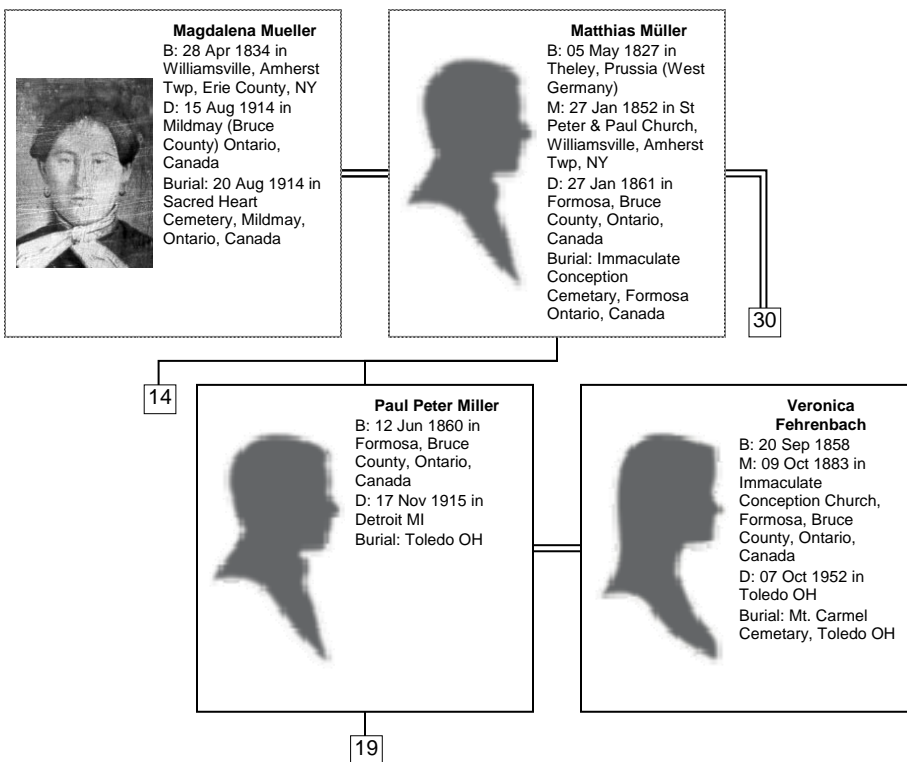 Magdalena Mueller
B: 28 Apr 1834 in
Williamsville, Amherst
Twp, Erie County, NY
D: 15 Aug 1914 in
Mildmay (Bruce
County) Ontario,
Canada
Burial: 20 Aug 1914 in
Sacred Heart
Cemetery, Mildmay,
Ontario, Canada
Matthias Müller
B: 05 May 1827 in
Theley, Prussia (West
Germany)
M: 27 Jan 1852 in St
Peter & Paul Church,
Williamsville, Amherst
Twp, NY
D: 27 Jan 1861 in
Formosa, Bruce
County, Ontario,
Canada
Burial: Immaculate
Conception
Cemetary, Formosa
Ontario, Canada
30
14
Paul Peter Miller
B: 12 Jun 1860 in
Formosa, Bruce
County, Ontario,
Canada
D: 17 Nov 1915 in
Detroit MI
Burial: Toledo OH
Veronica
Fehrenbach
B: 20 Sep 1858
M: 09 Oct 1883 in
Immaculate
Conception Church,
Formosa, Bruce
County, Ontario,
Canada
D: 07 Oct 1952 in
Toledo OH
Burial: Mt. Carmel
Cemetary, Toledo OH
19